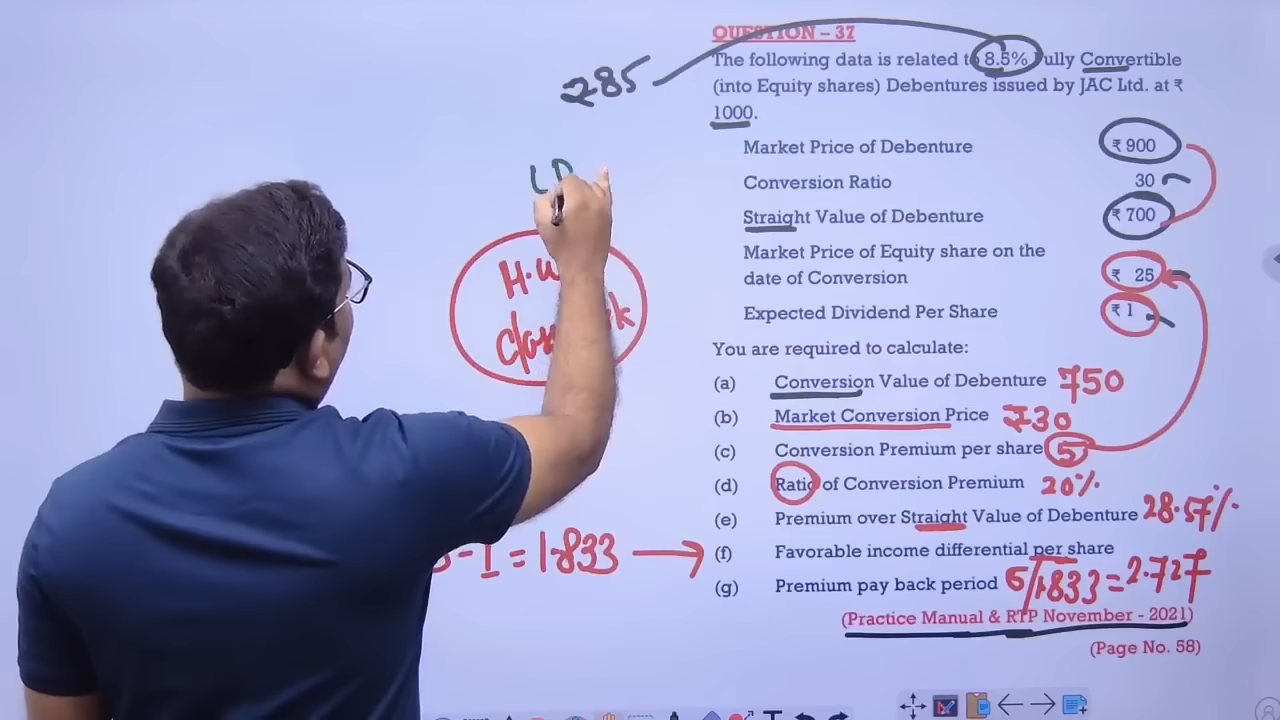 QUESTION – 37
The following data is related to 8.5% Fully Convertible
(into Equity shares) Debentures issued by JAC Ltd. at ₹
1000.
Market Price of Debenture ₹ 900
Conversion Ratio 30
Straight Value of Debenture ₹ 700
Market Price of Equity share on the
date of Conversion ₹ 25
Expected Dividend Per Share ₹ 1
You are required to calculate:
(a) Conversion Value of Debenture 750
(b) Market Conversion Price ₹30
(c) Conversion Premium per share 5
(d) Ratio of Conversion Premium 20%
(e) Premium over Straight Value of Debenture 28.57%
(f) Favorable income differential per share
(g) Premium pay back period 5/1.833 = 2.727
(Practice Manual & RTP November - 2021)
(Page No. 58)
₹85
H.W
- 1 = 1.833